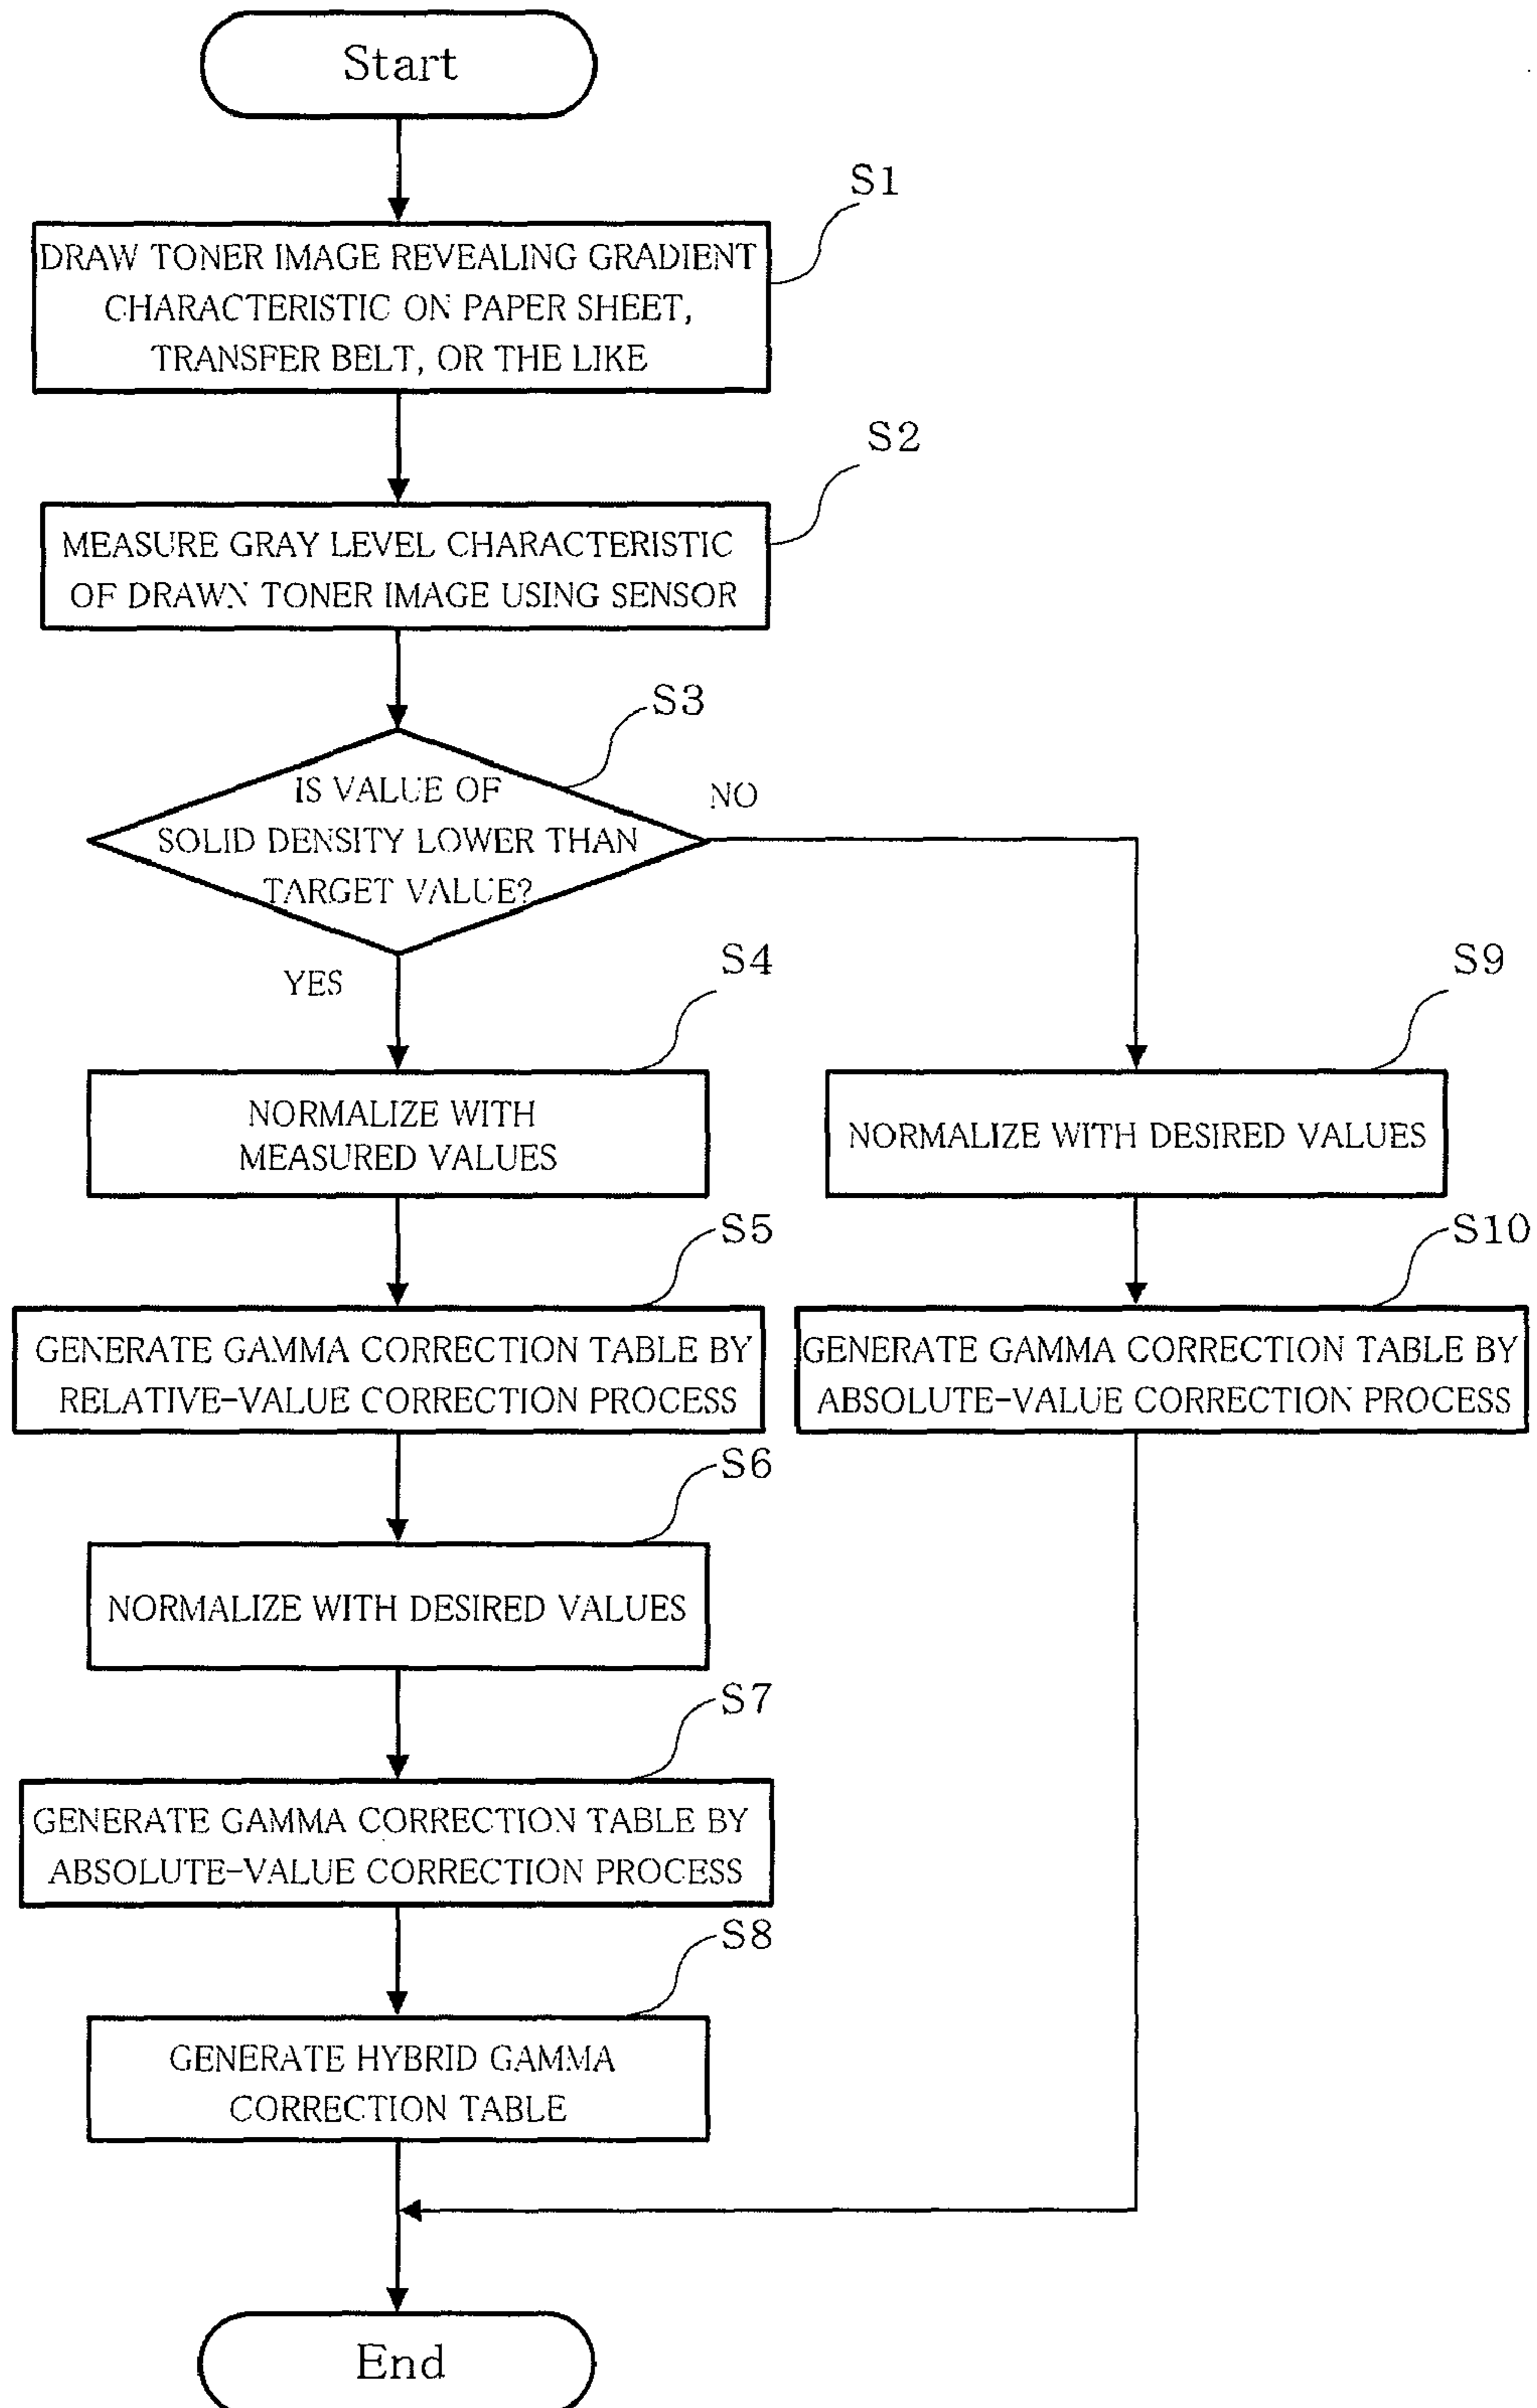 Start
S1
DRAW TONER IMAGE REVEALING GRADIENT
CHARACTERISTIC ON PAPER SHEET,
TRANSFER BELT, OR THE LIKE
S2
MEASURE GRAY LEVEL CHARACTERISTIC
OF DRAWN TONER IMAGE USING SENSOR
S3
IS VALUE OF
SOLID DENSITY LOWER THAN
TARGET VALUE?
NO
YES
S4
NORMALIZE WITH
MEASURED VALUES
S9
NORMALIZE WITH DESIRED VALUES
S5
GENERATE GAMMA CORRECTION TABLE BY
RELATIVE-VALUE CORRECTION PROCESS
S10
GENERATE GAMMA CORRECTION TABLE BY
ABSOLUTE-VALUE CORRECTION PROCESS
S6
NORMALIZE WITH DESIRED VALUES
S7
GENERATE GAMMA CORRECTION TABLE BY
ABSOLUTE-VALUE CORRECTION PROCESS
S8
GENERATE HYBRID GAMMA
CORRECTION TABLE
End